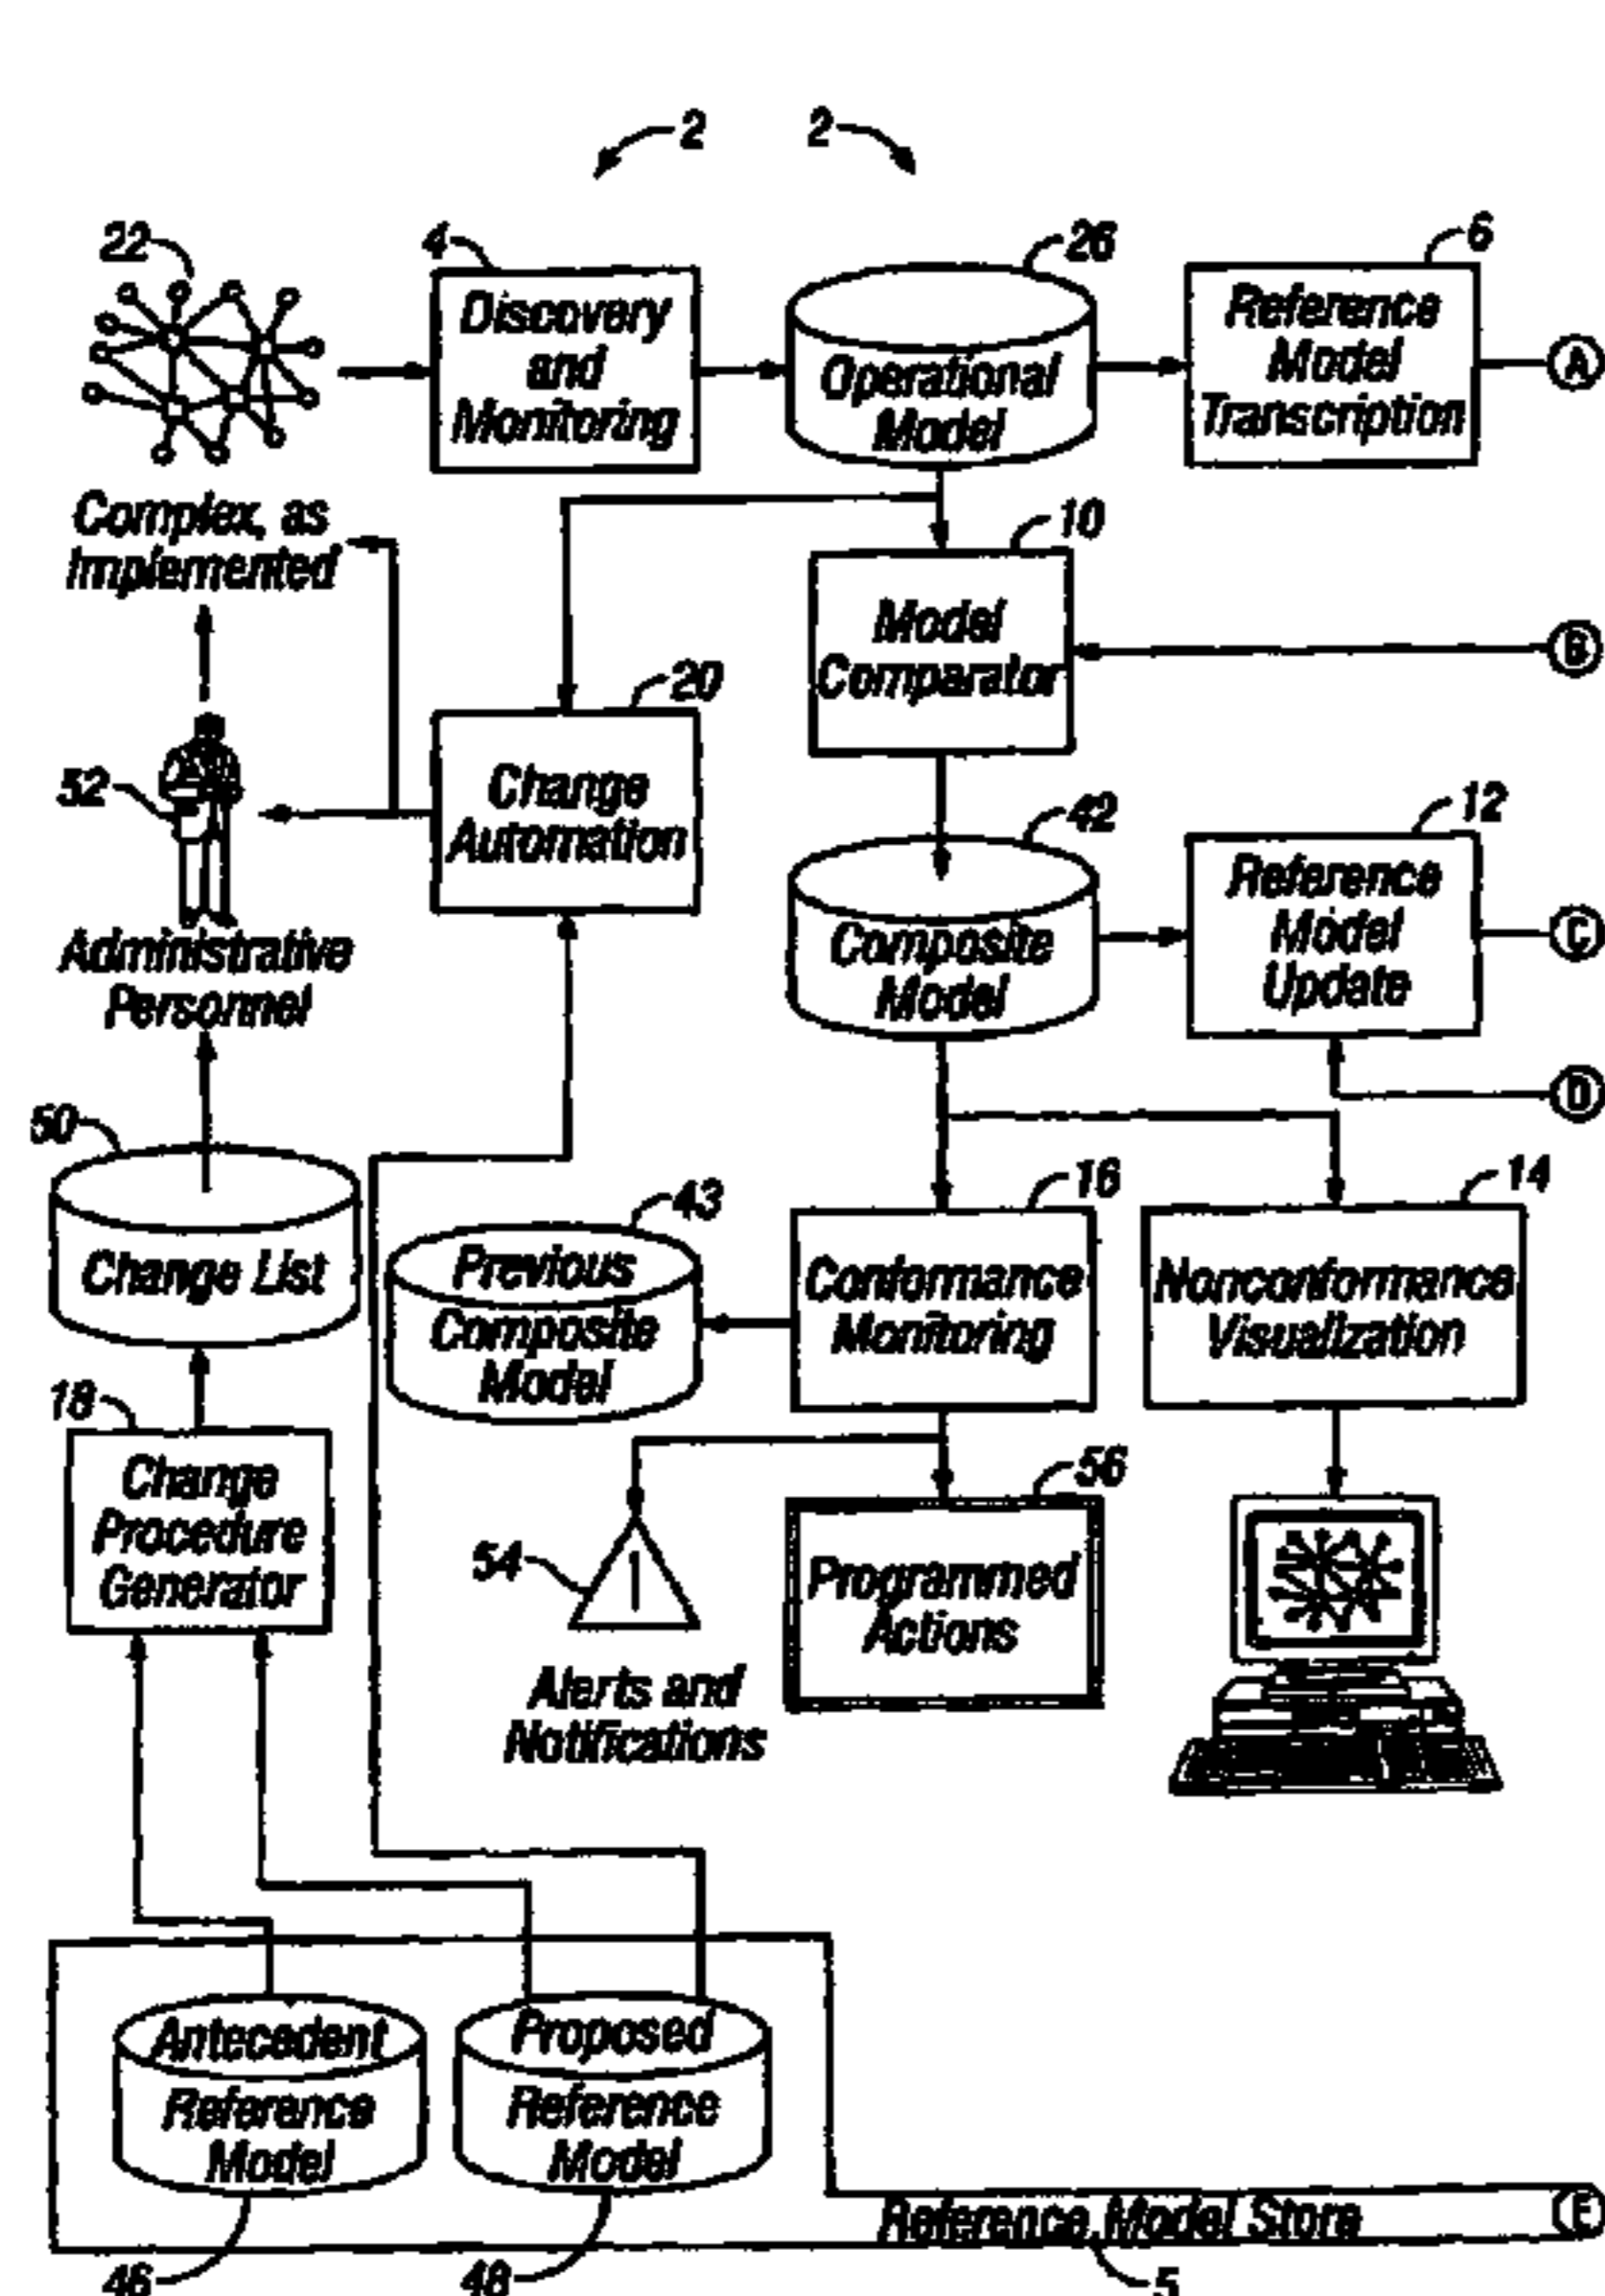 2
2
22
4
26
6
Discovery
and
Monitoring
Operational
Model
Reference
Model
Transcription
A
Complex, as
Implemented
10
Model
Comparator
B
20
Change
Automation
52
Administrative
Personnel
42
Composite
Model
12
Reference
Model
Update
C
D
50
Change List
43
Previous
Composite
Model
16
Conformance
Monitoring
14
Nonconformance
Visualization
18
Change
Procedure
Generator
54
Alerts and
Notifications
56
Programmed
Actions
Antecedent
Reference
Model
Proposed
Reference
Model
Reference Model Store
E
46
48
5